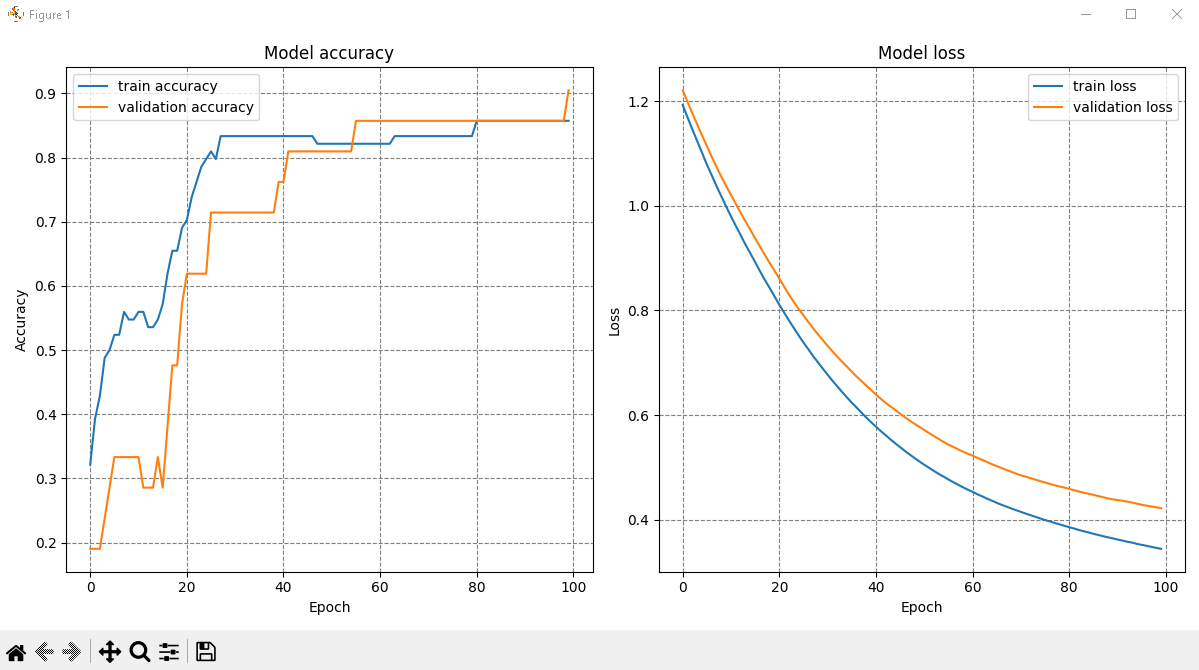 Figure 1
Model accuracy
train accuracy
validation accuracy
0.9
0.8
0.7
0.6
0.5
0.4
0.3
0.2
Accuracy
0 20 40 60 80 100
Epoch
Model loss
train loss
validation loss
1.2
1.0
0.8
0.6
0.4
Loss
0 20 40 60 80 100
Epoch